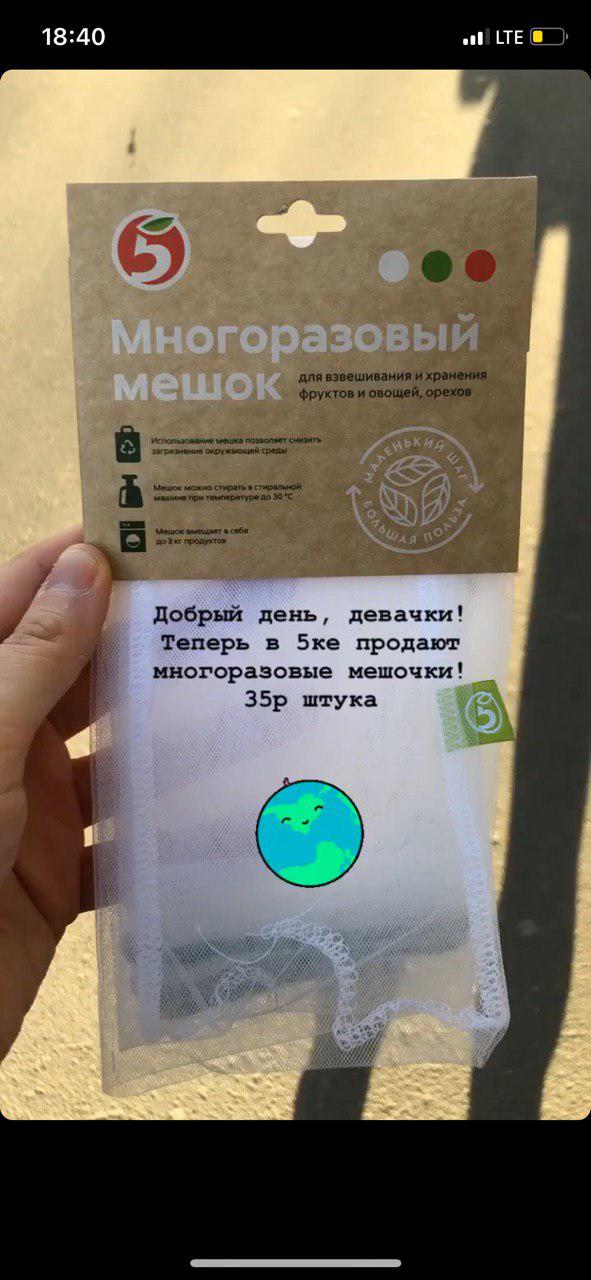 18:40
LTE
5
Многоразовый
мешок
для взвешивания и хранения
фруктов и овощей, орехов
Использование мешка позволяет снизить
загрязнение окружающей среды
Мешок можно стирать в стиральной
машине при температуре до 30 °C
Мешок вмещает в себя
до 3 кг продуктов
МАЛЕНЬКИЙ ШАГ
БОЛЬШАЯ ПОЛЬЗА
Добрый день, девачки!
Теперь в 5ке продают
многоразовые мешочки!
35р штука
5